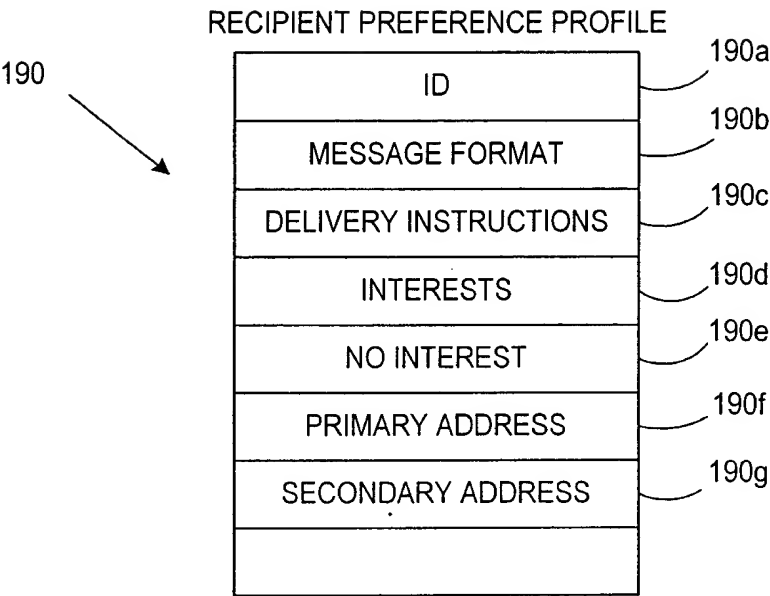 RECIPIENT PREFERENCE PROFILE
190
ID
190a
MESSAGE FORMAT
190b
DELIVERY INSTRUCTIONS
190c
INTERESTS
190d
NO INTEREST
190e
PRIMARY ADDRESS
190f
SECONDARY ADDRESS
190g